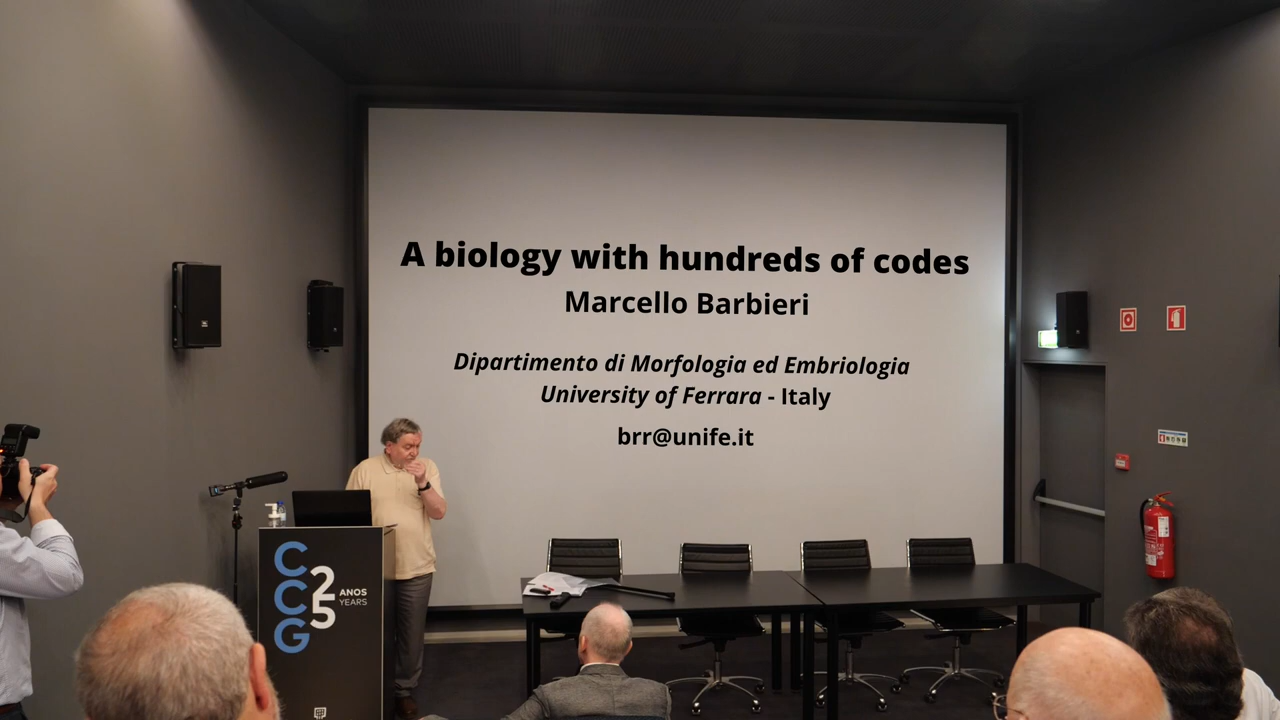 A biology with hundreds of codes
Marcello Barbieri
Dipartimento di Morfologia ed Embriologia
University of Ferrara - Italy
brr@unife.it
CCG
25
ANOS
YEARS